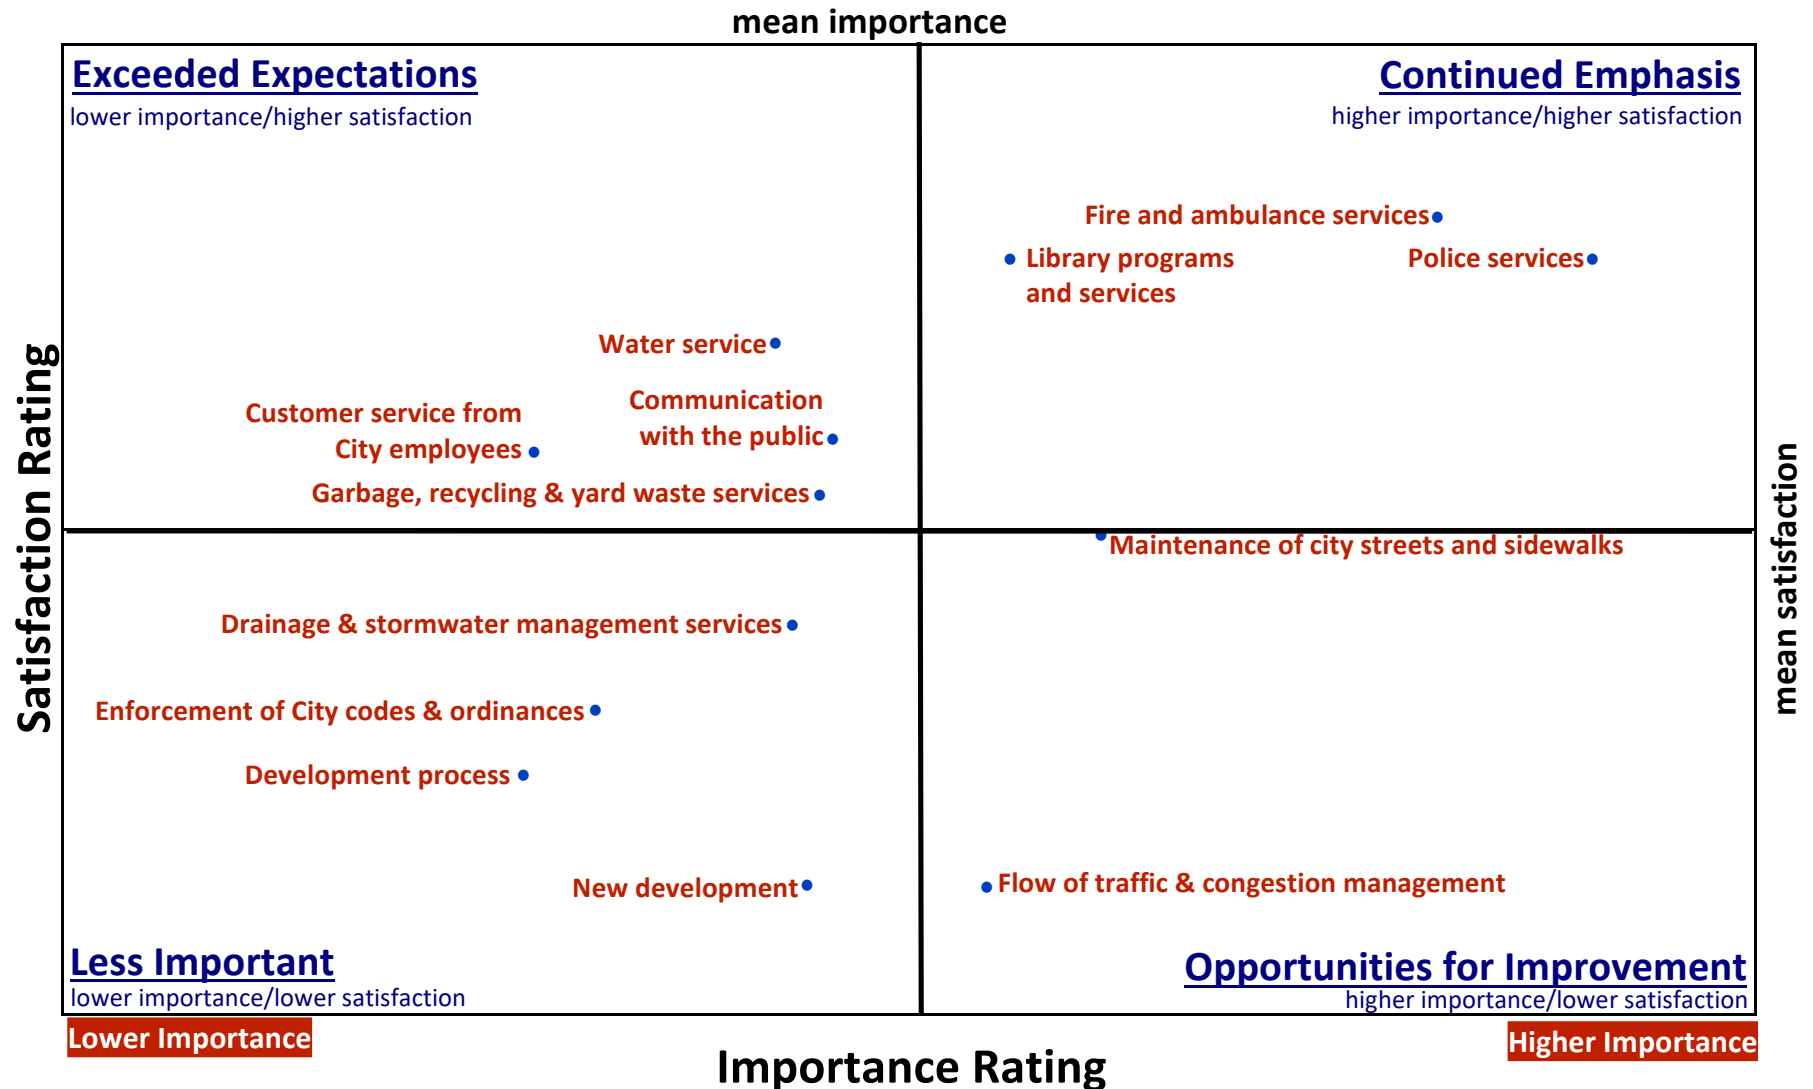 mean importance
Exceeded Expectations
lower importance/higher satisfaction
Continued Emphasis
higher importance/higher satisfaction
Fire and ambulance services
Library programs
and services
Police services
Water service
Communication
with the public
Customer service from
City employees
Garbage, recycling & yard waste services
Satisfaction Rating
mean satisfaction
Maintenance of city streets and sidewalks
Drainage & stormwater management services
Enforcement of City codes & ordinances
Development process
New development
Flow of traffic & congestion management
Less Important
lower importance/lower satisfaction
Opportunities for Improvement
higher importance/lower satisfaction
Lower Importance
Higher Importance
Importance Rating